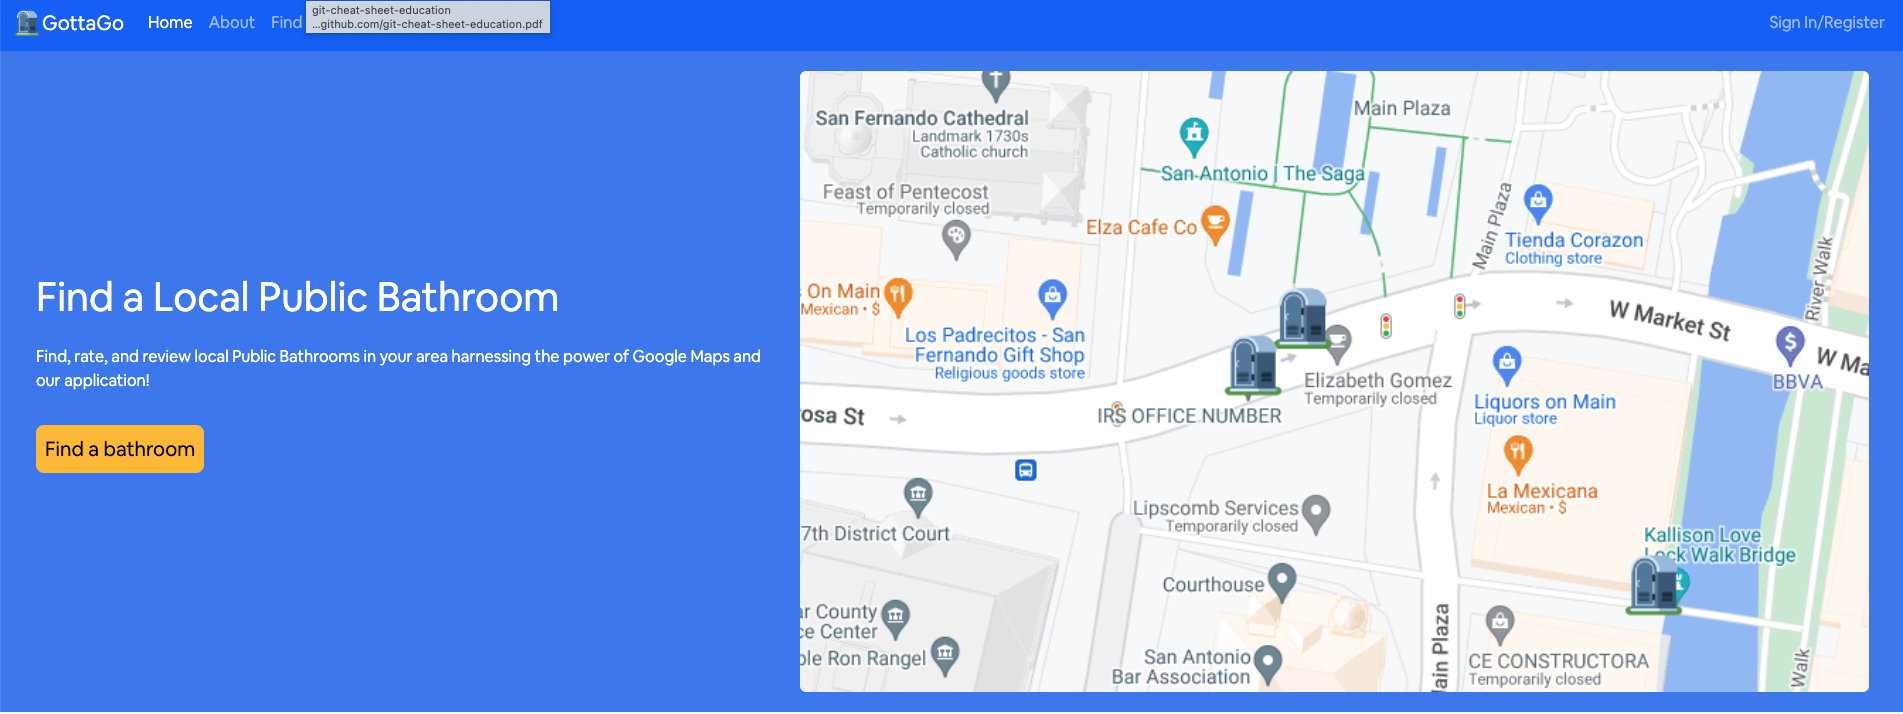 GottaGo
Home
About
Find
git-cheat-sheet-education
...github.com/git-cheat-sheet-education.pdf
Sign In/Register
Find a Local Public Bathroom
Find, rate, and review local Public Bathrooms in your area harnessing the power of Google Maps and
our application!
Find a bathroom
San Fernando Cathedral
Landmark 1730s
Catholic church
Main Plaza
San Antonio | The Saga
Feast of Pentecost
Temporarily closed
Elza Cafe Co
Main Plaza
Tienda Corazon
Clothing store
River Walk
s On Main
Mexican • $
Los Padrecitos - San
Fernando Gift Shop
Religious goods store
W Market St
W Ma
BBVA
Elizabeth Gomez
Temporarily closed
IRS OFFICE NUMBER
rosa St
Liquors on Main
Liquor store
La Mexicana
Mexican • $
Lipscomb Services
Temporarily closed
7th District Court
Kallison Love
Lock Walk Bridge
Courthouse
ar County
ce Center
ble Ron Rangel
San Antonio
Bar Association
Main Plaza
CE CONSTRUCTORA
Temporarily closed
Walk